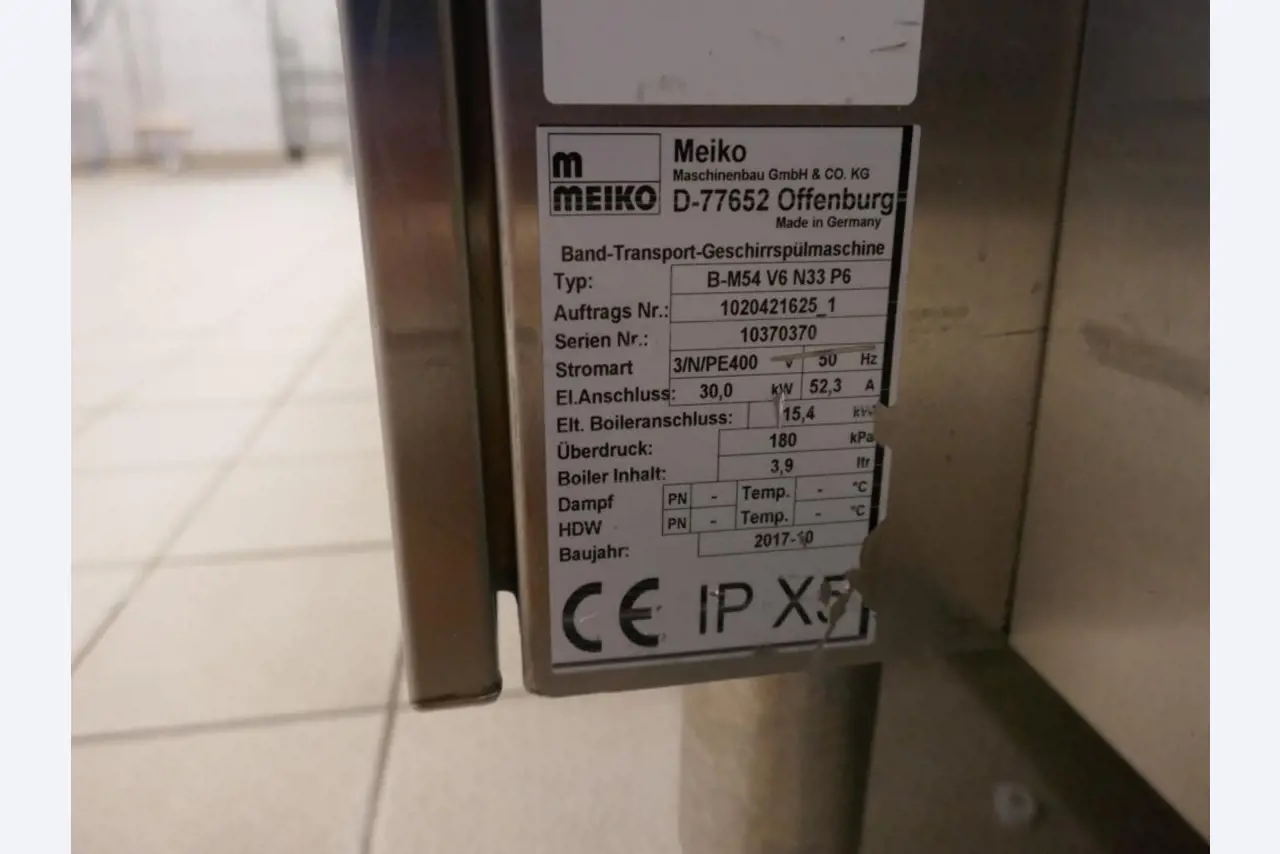 m
MEIKO
Meiko
Maschinenbau GmbH & CO. KG
D-77652 Offenburg
Made in Germany
Band-Transport-Geschirrspülmaschine
Typ: B-M54 V6 N33 P6
Auftrags Nr.: 1020421625_1
Serien Nr.: 10370370
Stromart 3/N/PE400 V 50 Hz
El.Anschluss: 30,0 kW 52,3 A
Elt. Boileranschluss: 15,4 kW
Überdruck: 180 kPa
Boiler Inhalt: 3,9 ltr
Dampf PN - Temp. - °C
HDW PN - Temp. - °C
Baujahr: 2017-10
CE IP X5